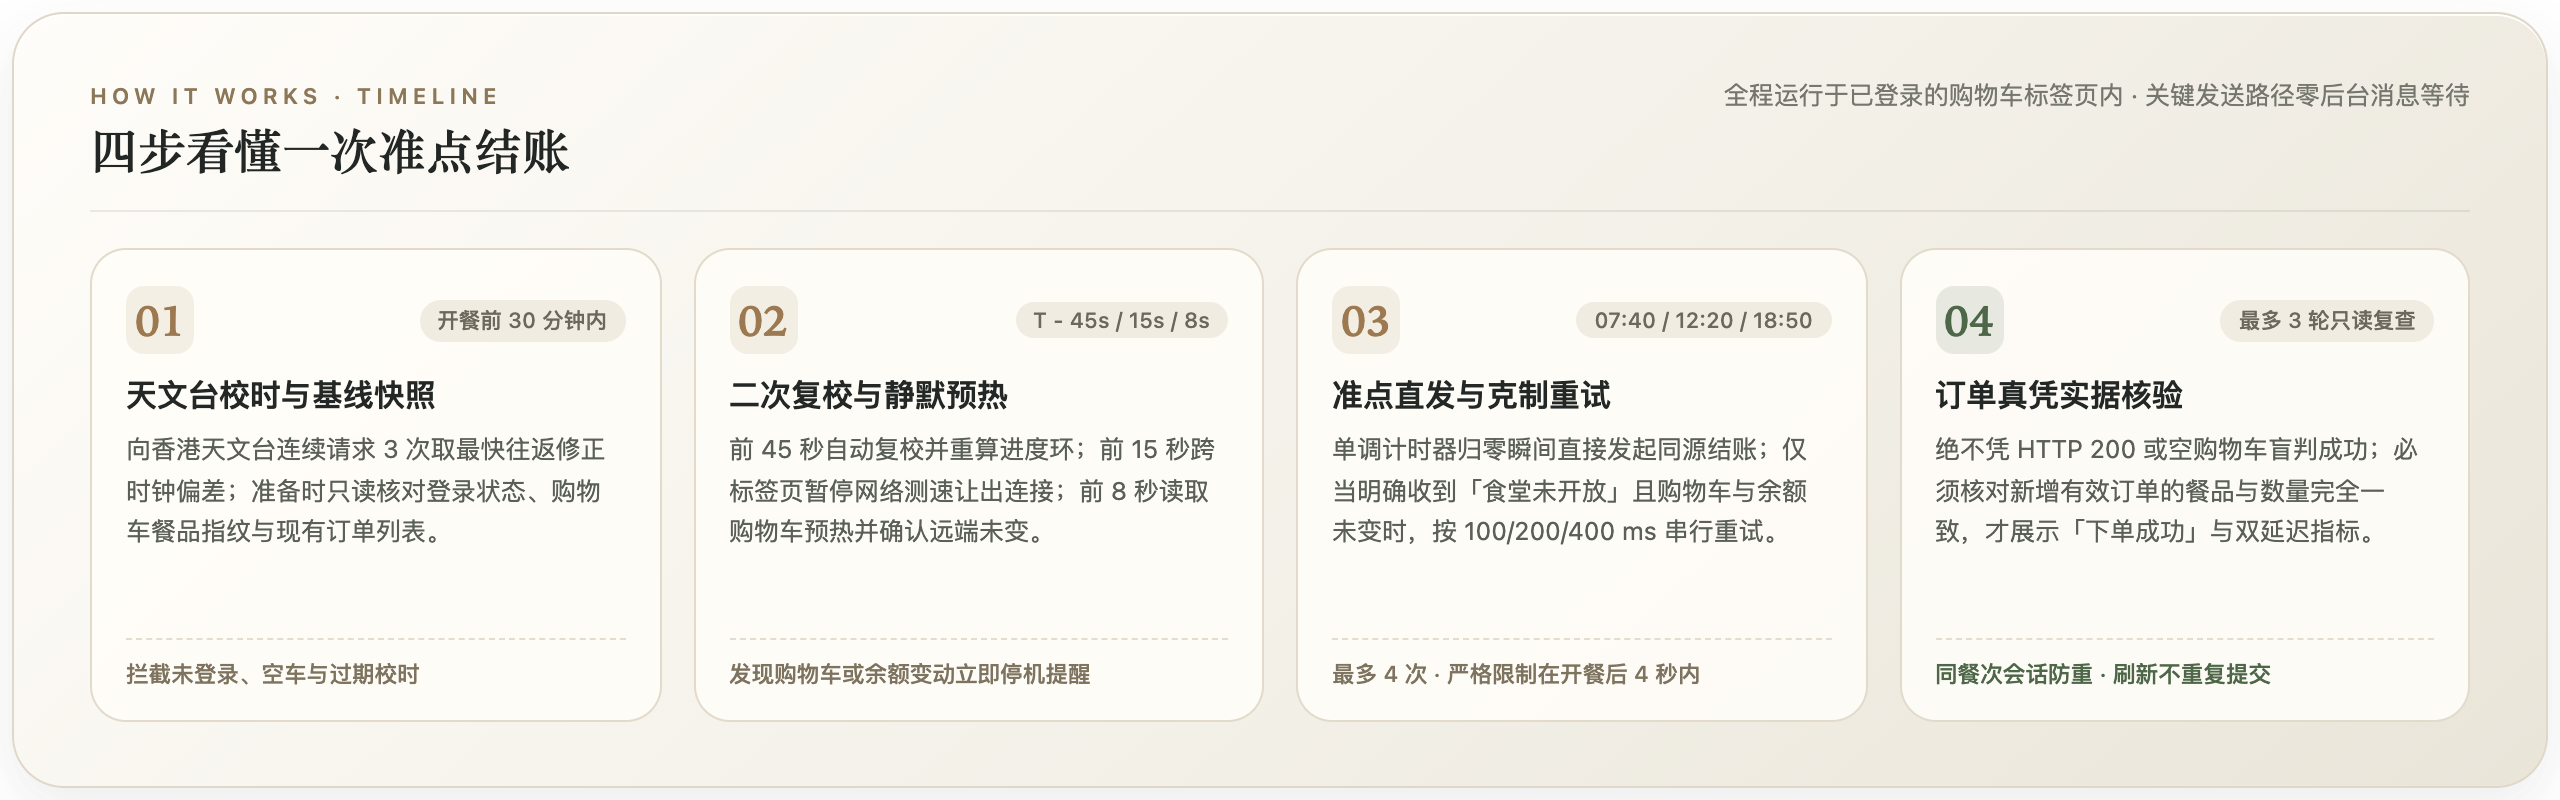 HOW IT WORKS · TIMELINE
全程运行于已登录的购物车标签页内 · 关键发送路径零后台消息等待
四步看懂一次准点结账
01
开餐前 30 分钟内
天文台校时与基线快照
向香港天文台连续请求 3 次取最快往返修正
时钟偏差；准备时只读核对登录状态、购物
车餐品指纹与现有订单列表。
拦截未登录、空车与过期校时
02
T - 45s / 15s / 8s
二次复校与静默预热
前 45 秒自动复校并重算进度环；前 15 秒跨
标签页暂停网络测速让出连接；前 8 秒读取
购物车预热并确认远端未变。
发现购物车或余额变动立即停机提醒
03
07:40 / 12:20 / 18:50
准点直发与克制重试
单调计时器归零瞬间直接发起同源结账；仅
当明确收到「食堂未开放」且购物车与余额
未变时，按 100/200/400 ms 串行重试。
最多 4 次 · 严格限制在开餐后 4 秒内
04
最多 3 轮只读复查
订单真凭实据核验
绝不凭 HTTP 200 或空购物车盲判成功；必
须核对新增有效订单的餐品与数量完全一
致，才展示「下单成功」与双延迟指标。
同餐次会话防重 · 刷新不重复提交